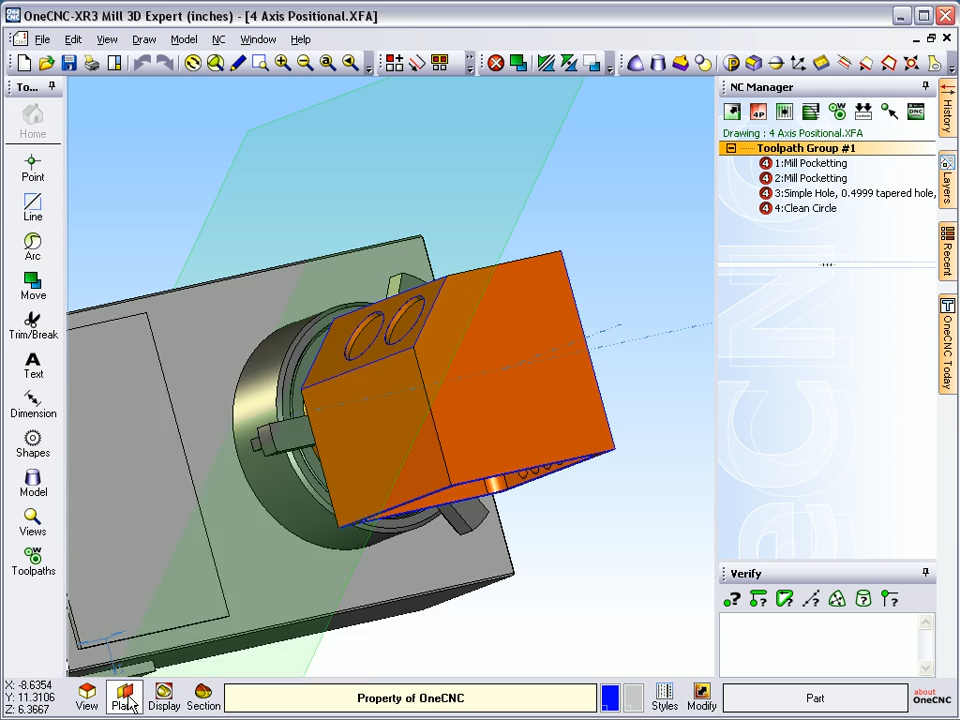 OneCNC-XR3 Mill 3D Expert (inches) - [4 Axis Positional.XFA]
File Edit View Draw Model NC Window Help
To...
Home
Point
Line
Arc
Move
Trim/Break
Text
Dimension
Shapes
Model
Views
Toolpaths
NC Manager
Drawing : 4 Axis Positional.XFA
Toolpath Group #1
1:Mill Pocketting
2:Mill Pocketting
3:Simple Hole, 0.4999 tapered hole,
4:Clean Circle
History
Layers
Recent
OneCNC Today
Verify
X: -8.6354
Y: 11.3106
Z: 6.3667
View
Plane
Display
Section
Property of OneCNC
Styles
Modify
Part
about
OneCNC